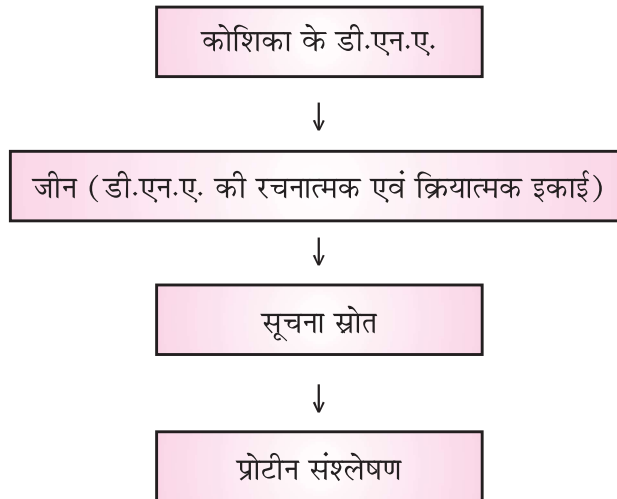 कोशिका के डी.एन.ए.
जीन (डी.एन.ए. की रचनात्मक एवं क्रियात्मक इकाई)
सूचना स्रोत
प्रोटीन संश्लेषण